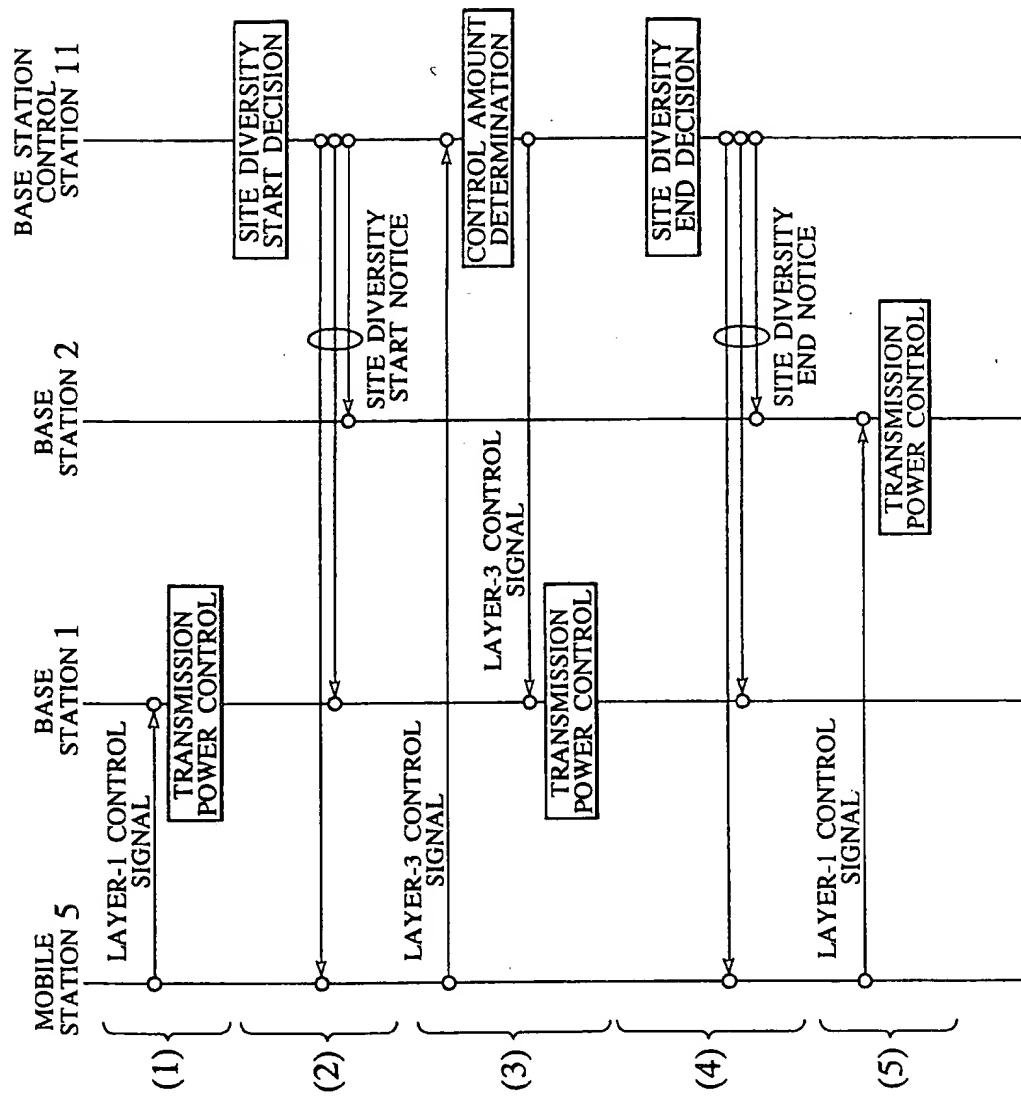 MOBILE
STATION 5
BASE
STATION 1
BASE
STATION 2
BASE STATION
CONTROL
STATION 11
(1)
LAYER-1 CONTROL
SIGNAL
TRANSMISSION
POWER CONTROL
(2)
SITE DIVERSITY
START DECISION
SITE DIVERSITY
START NOTICE
(3)
LAYER-3 CONTROL
SIGNAL
CONTROL AMOUNT
DETERMINATION
LAYER-3 CONTROL
SIGNAL
TRANSMISSION
POWER CONTROL
(4)
SITE DIVERSITY
END DECISION
SITE DIVERSITY
END NOTICE
(5)
LAYER-1 CONTROL
SIGNAL
TRANSMISSION
POWER CONTROL